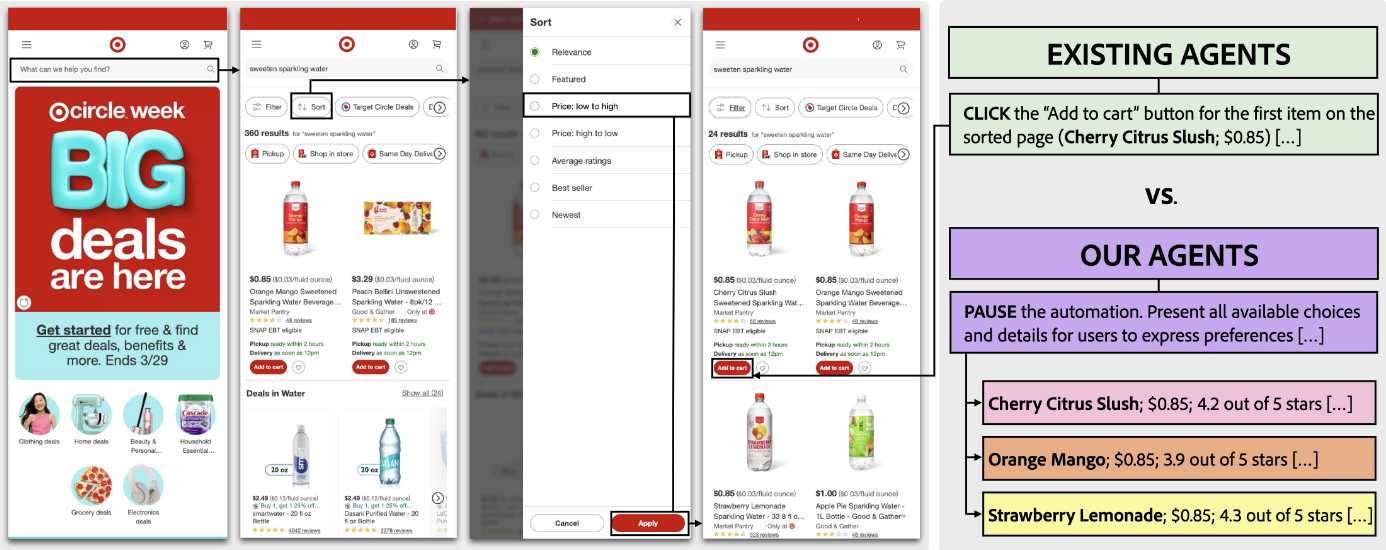 What can we help you find?
circle week
BIG
deals
are here
Get started for free & find
great deals, benefits &
more. Ends 3/29
Clothing deals
Home deals
Beauty &
Personal...
Household
Essential...
Grocery deals
Electronics
deals
sweeten sparkling water
Filter
Sort
Target Circle Deals
360 results for "sweeten sparkling water"
Pickup
Shop in store
Same Day Delive
$0.85 ($0.03/fluid ounce)
Orange Mango Sweetened
Sparkling Water Beverage...
Market Pantry
48 reviews
SNAP EBT eligible
Pickup ready within 2 hours
Delivery as soon as 12pm
Add to cart
$3.29 ($0.03/fluid ounce)
Peach Bellini Unsweetened
Sparkling Water - 8pk/12 ...
Good & Gather Only at
185 reviews
SNAP EBT eligible
Pickup ready within 2 hours
Delivery as soon as 12pm
Add to cart
Deals in Water
Show all (24)
20 oz
smart
$2.49 ($0.12/fluid ounce)
Buy 1, get 1 25% off...
smartwater - 20 fl oz
Bottle
4042 reviews
20 oz
DASANI
$2.49 ($0.12/fluid ounce)
Buy 1, get 1 25% off...
Dasani Purified Water - 20
fl oz Bottle
2278 reviews
Sort
Relevance
Featured
Price: low to high
Price: high to low
Average ratings
Best seller
Newest
Cancel
Apply
sweeten sparkling water
Filter
Sort
Target Circle Deals
24 results for "sweeten sparkling water"
Pickup
Shop in store
Same Day Deliv
$0.85 ($0.03/fluid ounce)
Cherry Citrus Slush
Sweetened Sparkling Wat...
Market Pantry
SNAP EBT eligible
Pickup ready within 2 hours
Delivery as soon as 12pm
Add to cart
$0.85 ($0.03/fluid ounce)
Orange Mango Sweetened
Sparkling Water Beverage...
Market Pantry
48 reviews
SNAP EBT eligible
Pickup ready within 2 hours
Delivery as soon as 12pm
Add to cart
$0.85 ($0.03/fluid ounce)
Strawberry Lemonade
Sparkling Water - 33.8 fl o...
Market Pantry Only at
$1.00 ($0.03/fluid ounce)
Apple Pie Sparkling Water -
1L Bottle - Good & Gather
Good & Gather
EXISTING AGENTS
CLICK the “Add to cart” button for the first item on the
sorted page (Cherry Citrus Slush; $0.85) [...]
VS.
OUR AGENTS
PAUSE the automation. Present all available choices
and details for users to express preferences [...]
Cherry Citrus Slush; $0.85; 4.2 out of 5 stars [...]
Orange Mango; $0.85; 3.9 out of 5 stars [...]
Strawberry Lemonade; $0.85; 4.3 out of 5 stars [...]